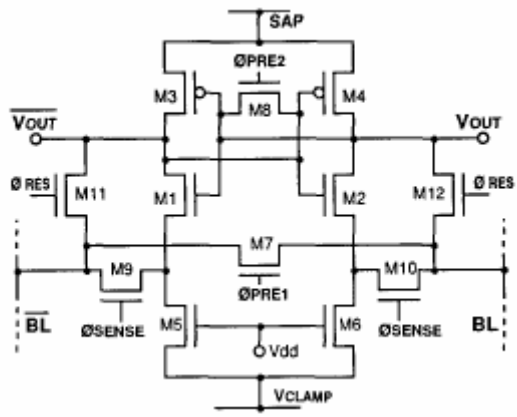 SAP
ØPRE2
M3
M8
M4
VOUT
VOUT
Ø RES
M11
M1
M2
M12
Ø RES
M7
M9
M10
ØPRE1
BL
ØSENSE
M5
M6
ØSENSE
BL
Vdd
VCLAMP